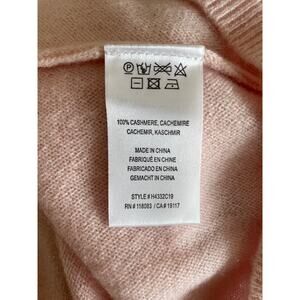 P
100% CASHMERE, CACHEMIRE
CACHEMIR, KASCHMIR
MADE IN CHINA
FABRIQUÉ EN CHINE
FABRICADO EN CHINA
GEMACHT IN CHINA
STYLE # H4332C19
RN # 118083 / CA # 19117